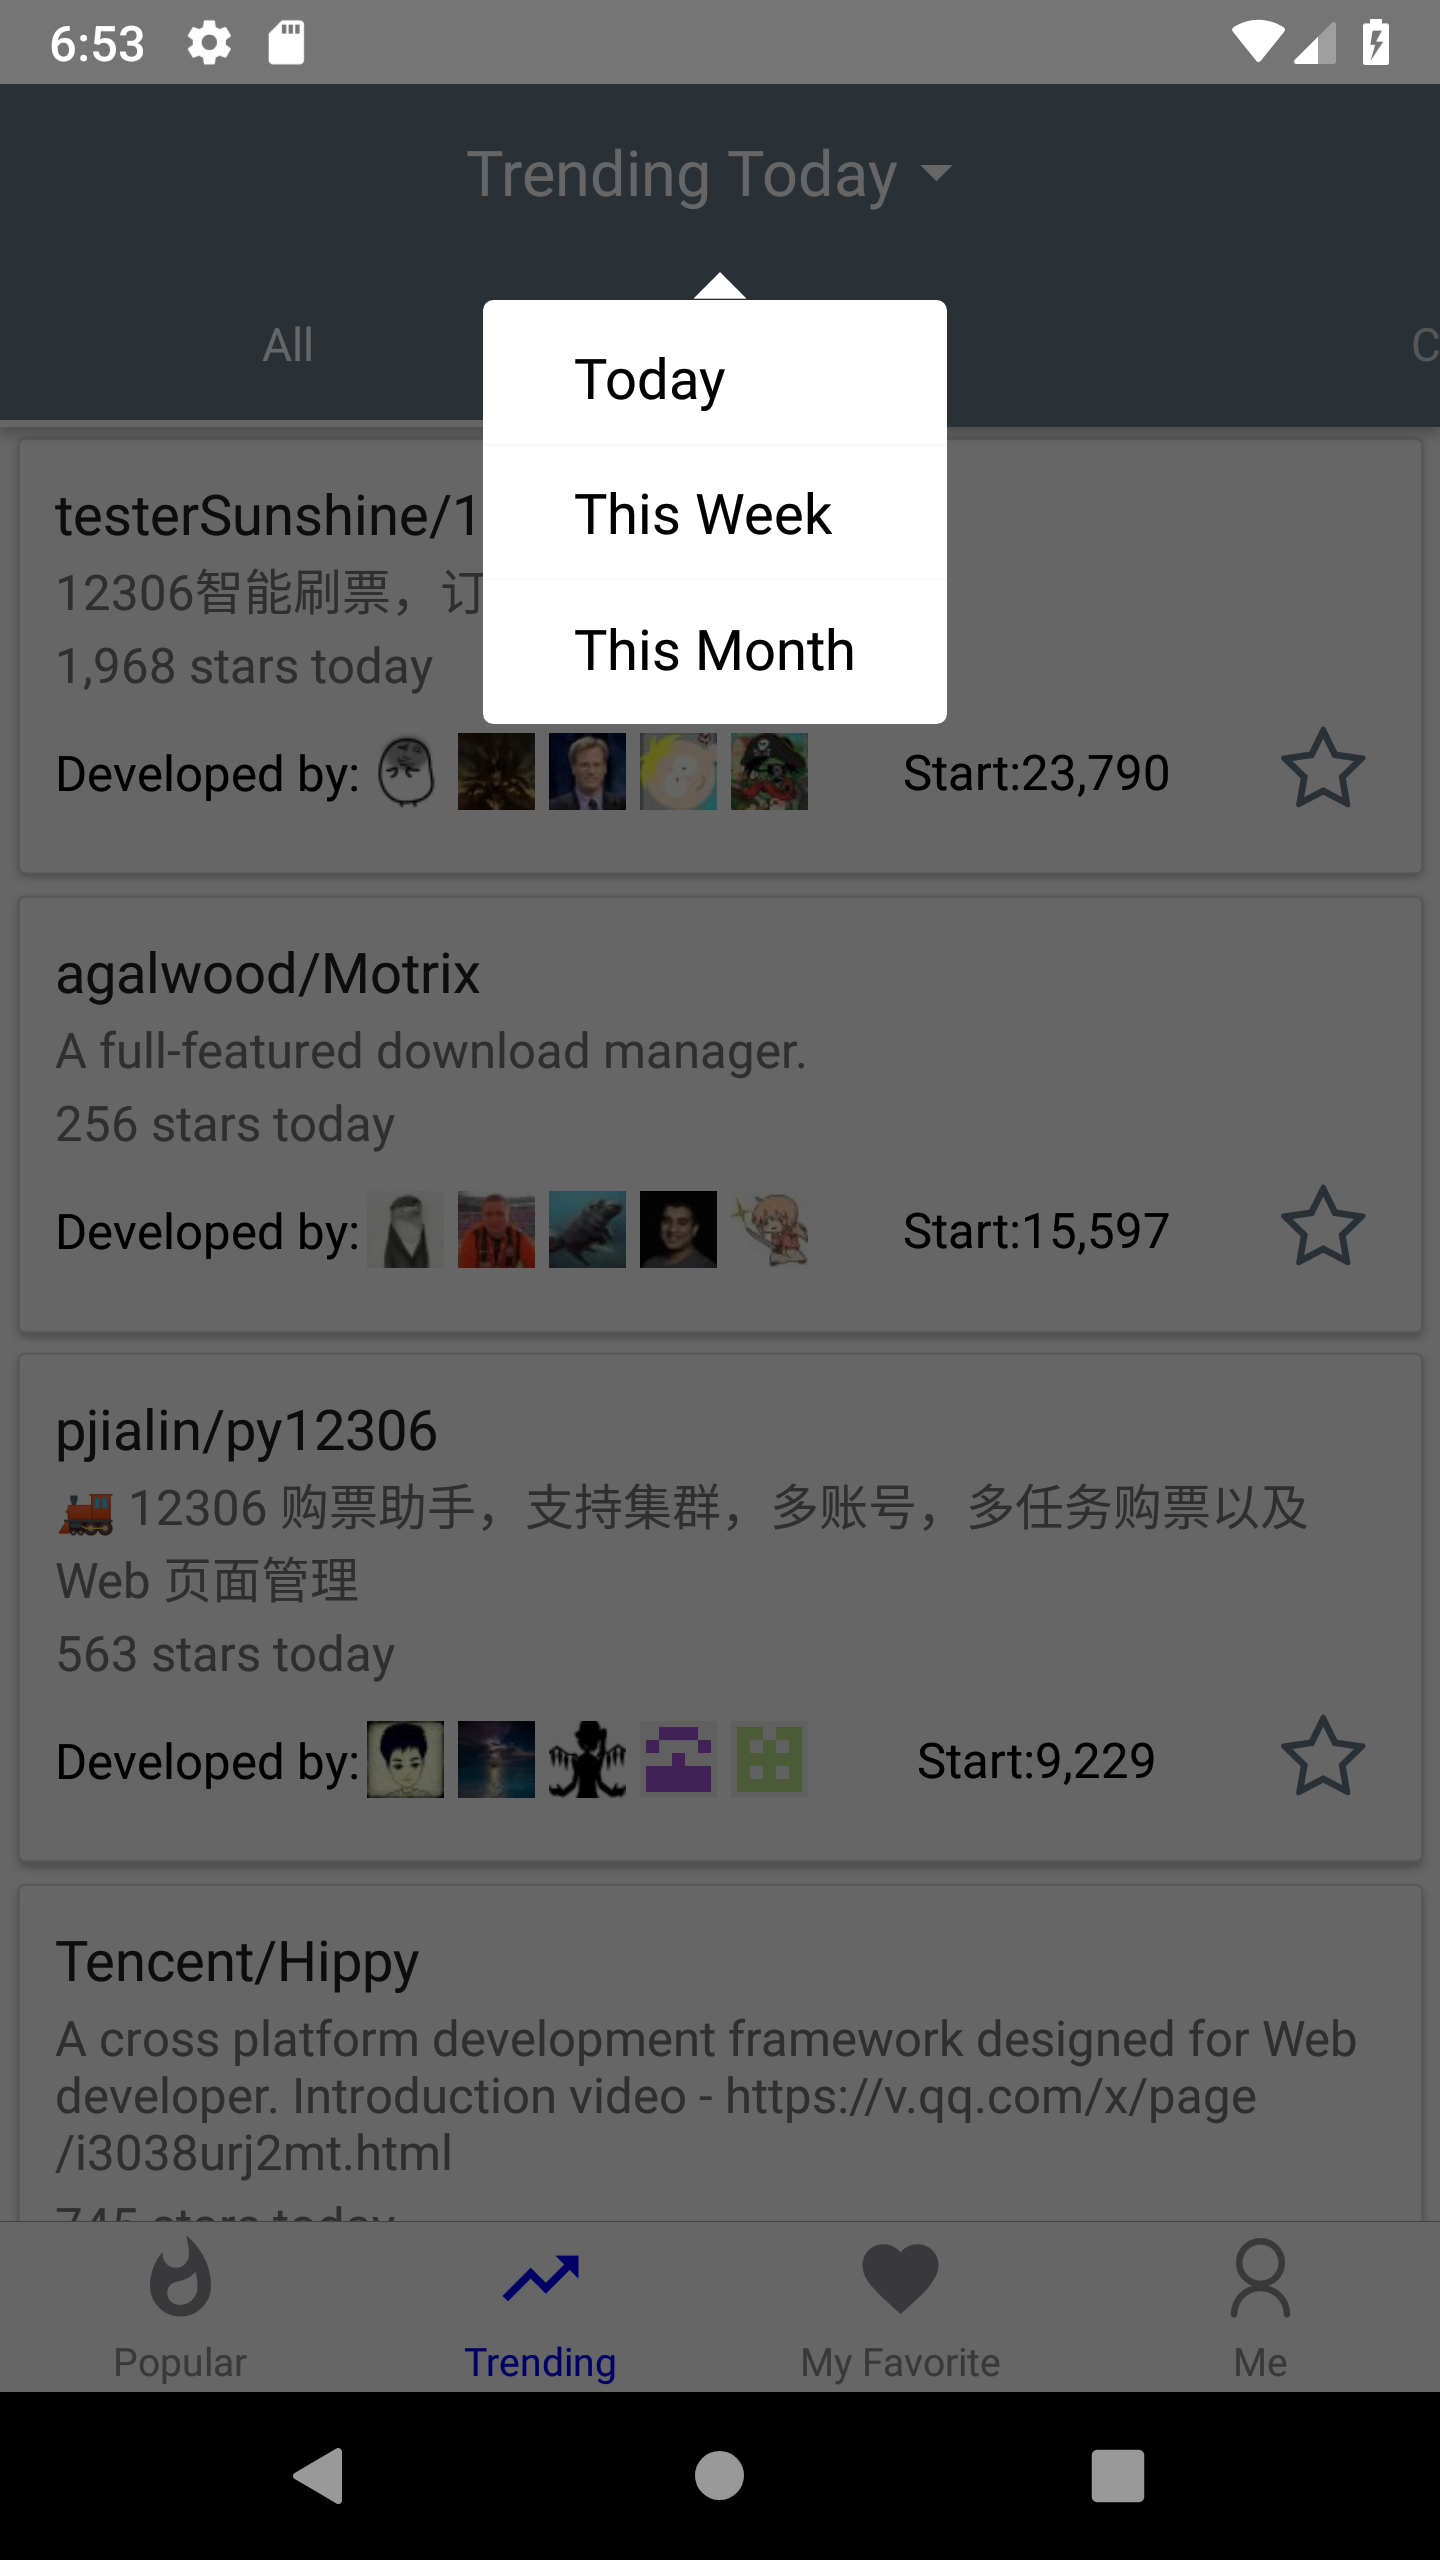 6:53
Trending Today
All
C
Today
This Week
This Month
testerSunshine/1
12306智能刷票，订
1,968 stars today
Developed by:
Start:23,790
agalwood/Motrix
A full-featured download manager.
256 stars today
Developed by:
Start:15,597
pjialin/py12306
🚂 12306 购票助手，支持集群，多账号，多任务购票以及
Web 页面管理
563 stars today
Developed by:
Start:9,229
Tencent/Hippy
A cross platform development framework designed for Web
developer. Introduction video - https://v.qq.com/x/page
/i3038urj2mt.html
745 stars today
Popular
Trending
My Favorite
Me